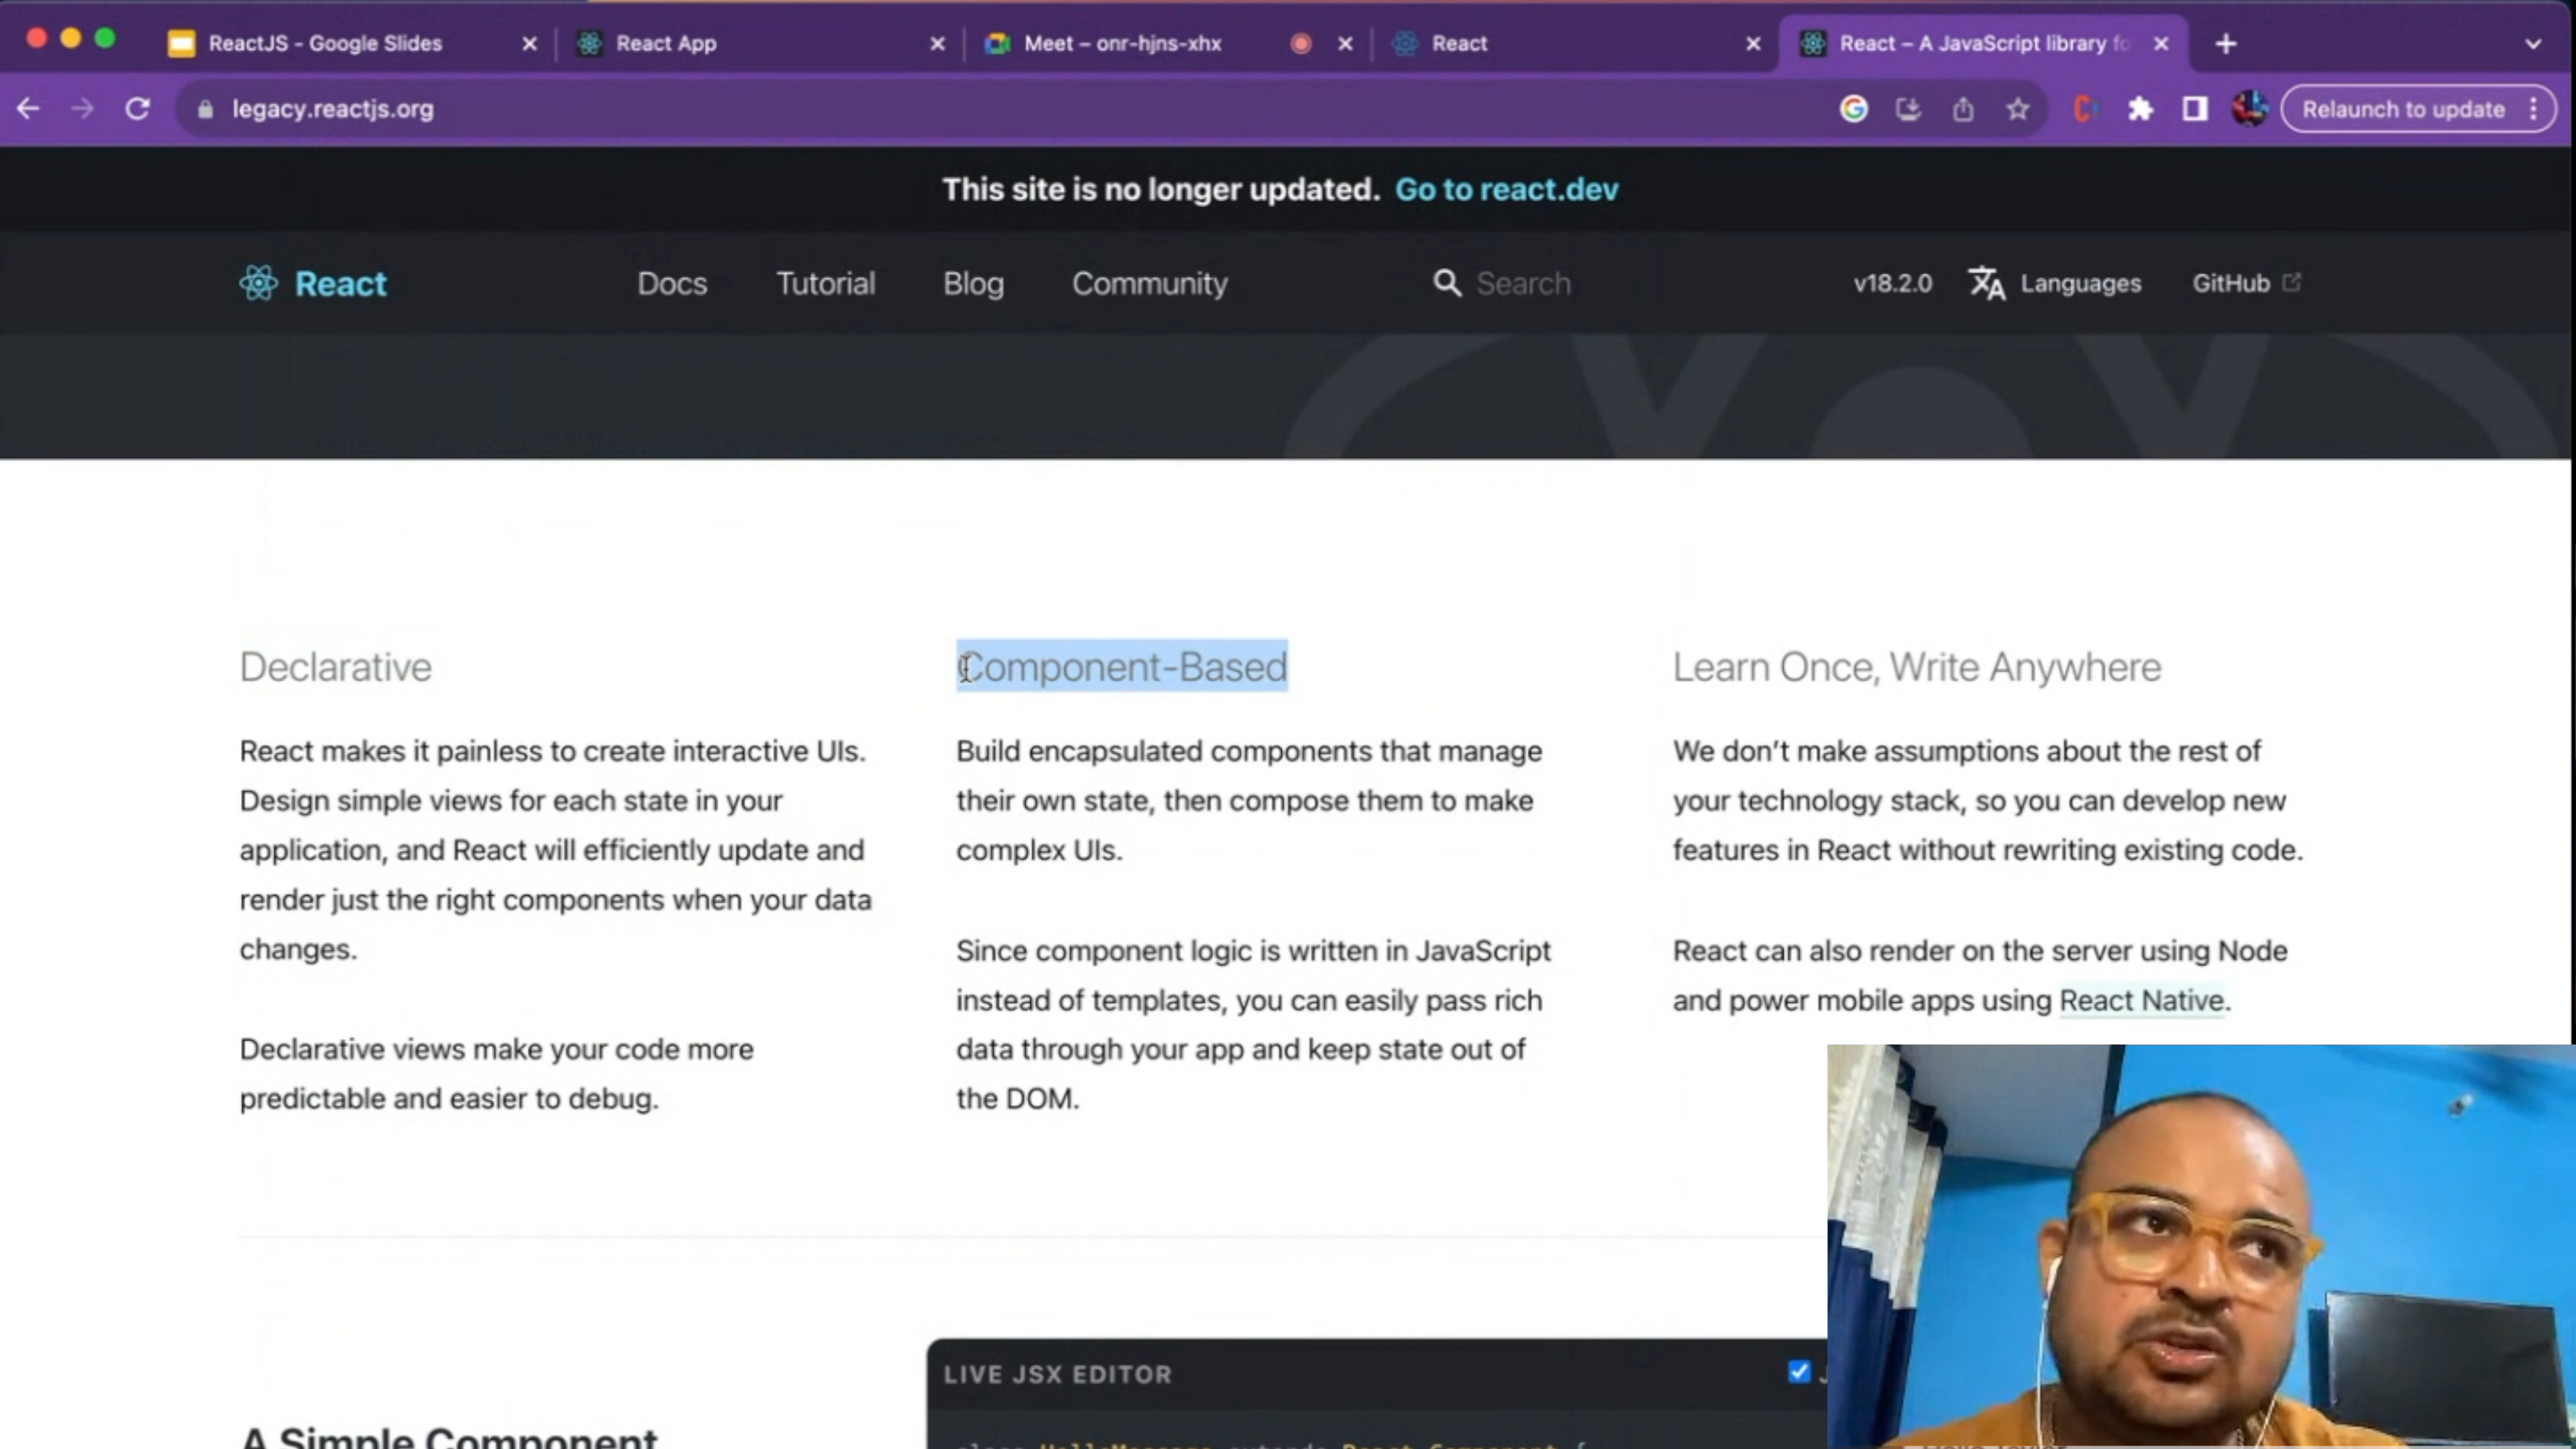 ReactJS - Google Slides
React App
Meet – onr-hjns-xhx
React
React – A JavaScript library fo
legacy.reactjs.org
Relaunch to update
This site is no longer updated. Go to react.dev
React
Docs
Tutorial
Blog
Community
Search
v18.2.0
Languages
GitHub
Declarative
React makes it painless to create interactive UIs.
Design simple views for each state in your
application, and React will efficiently update and
render just the right components when your data
changes.
Declarative views make your code more
predictable and easier to debug.
Component-Based
Build encapsulated components that manage
their own state, then compose them to make
complex UIs.
Since component logic is written in JavaScript
instead of templates, you can easily pass rich
data through your app and keep state out of
the DOM.
Learn Once, Write Anywhere
We don’t make assumptions about the rest of
your technology stack, so you can develop new
features in React without rewriting existing code.
React can also render on the server using Node
and power mobile apps using React Native.
A Simple Component
LIVE JSX EDITOR
class HelloMessage extends React.Component {